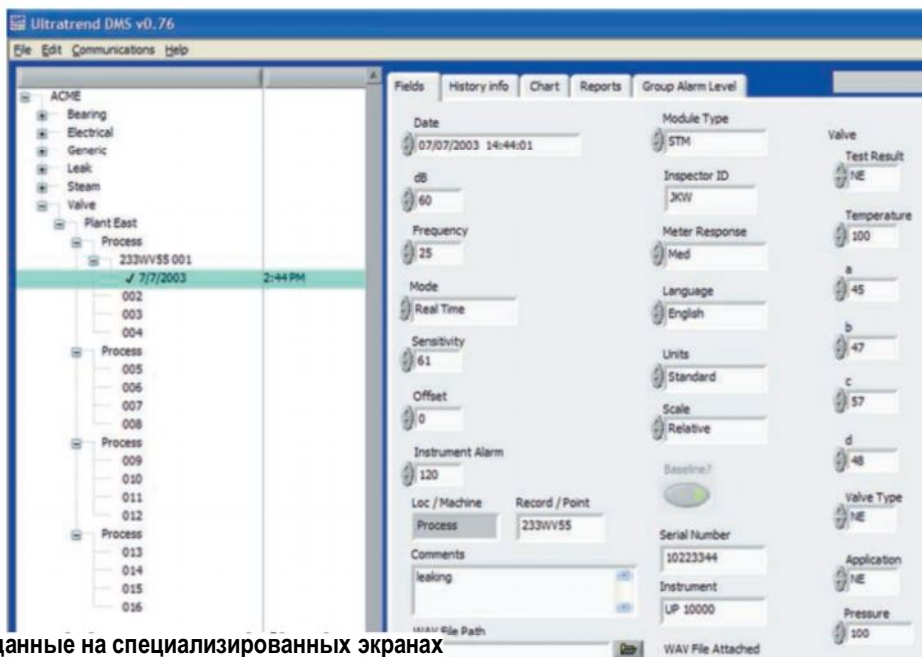 Ultratrend DMS v0.76
File Edit Communications Help
ACME
Bearing
Electrical
Generic
Leak
Steam
Valve
Plant East
Process
233WV55 001
✓ 7/7/2003 2:44 PM
002
003
004
Process
005
006
007
008
Process
009
010
011
012
Process
013
014
015
016
Fields History info Chart Reports Group Alarm Level
Date
07/07/2003 14:44:01
dB
60
Frequency
25
Mode
Real Time
Sensitivity
61
Offset
0
Instrument Alarm
120
Loc / Machine Record / Point
Process 233WV55
Comments
leaking
WAV File Path
Module Type
STM
Inspector ID
JKW
Meter Response
Med
Language
English
Units
Standard
Scale
Relative
Baseline?
Serial Number
10223344
Instrument
UP 10000
WAV File Attached
Valve
Test Result
NE
Temperature
100
a
45
b
47
c
57
d
48
Valve Type
NE
Application
NE
Pressure
100
данные на специализированных экранах